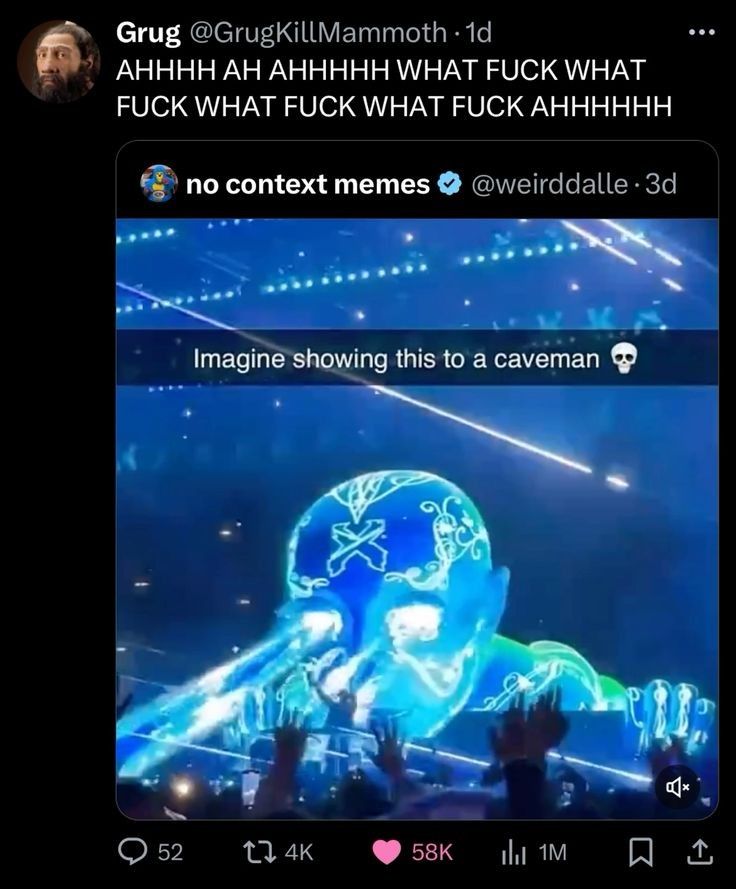 Grug @GrugKillMammoth · 1d
AHHHH AH AHHHHH WHAT FUCK WHAT
FUCK WHAT FUCK WHAT FUCK AHHHHHH
no context memes @weirddalle · 3d
Imagine showing this to a caveman 💀
52 4K 58K 1M